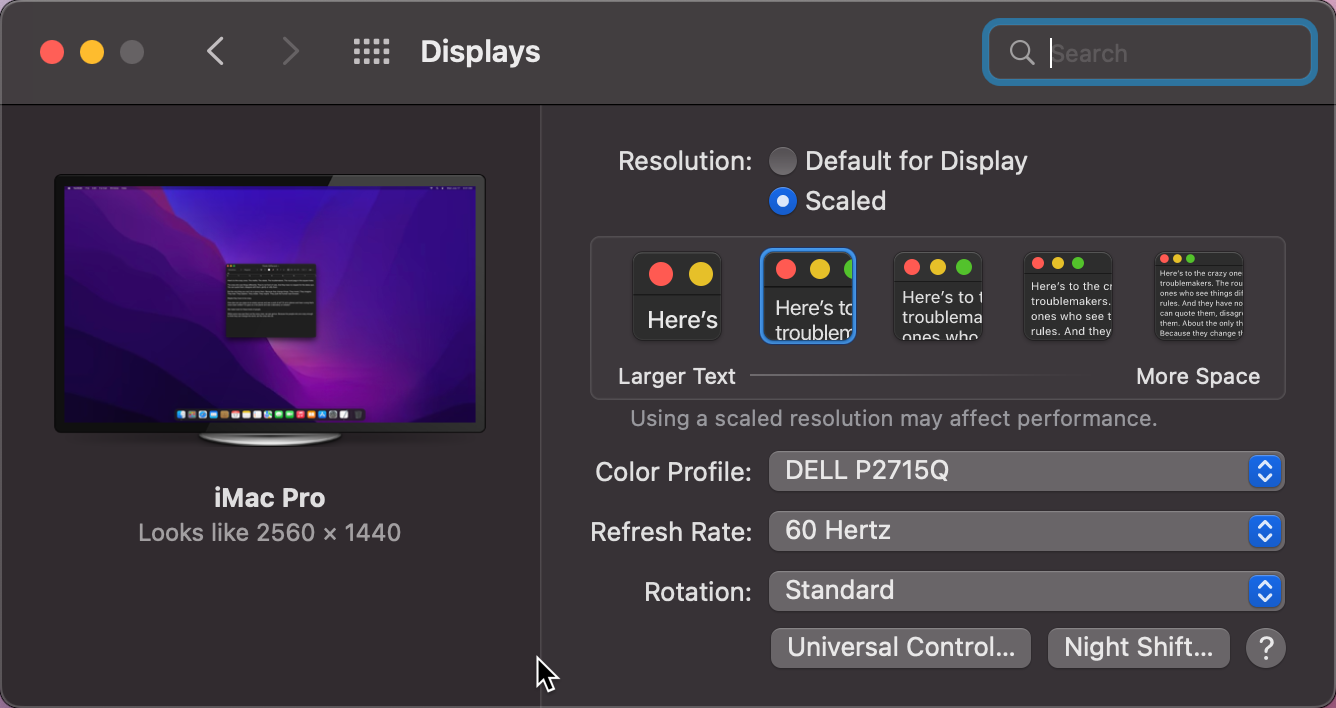 Displays
Search
Resolution:
Default for Display
Scaled
Here's
Here's to
troublem
Here's to t
troublema
ones who
Here's to the cr
troublemakers.
ones who see t
rules. And they
Here's to the crazy one
troublemakers. The rou
ones who see things dif
rules. And they have no
can quote them, disagre
them. About the only th
Because they change th
Larger Text
More Space
Using a scaled resolution may affect performance.
iMac Pro
Looks like 2560 × 1440
Color Profile:
DELL P2715Q
Refresh Rate:
60 Hertz
Rotation:
Standard
Universal Control...
Night Shift...
?